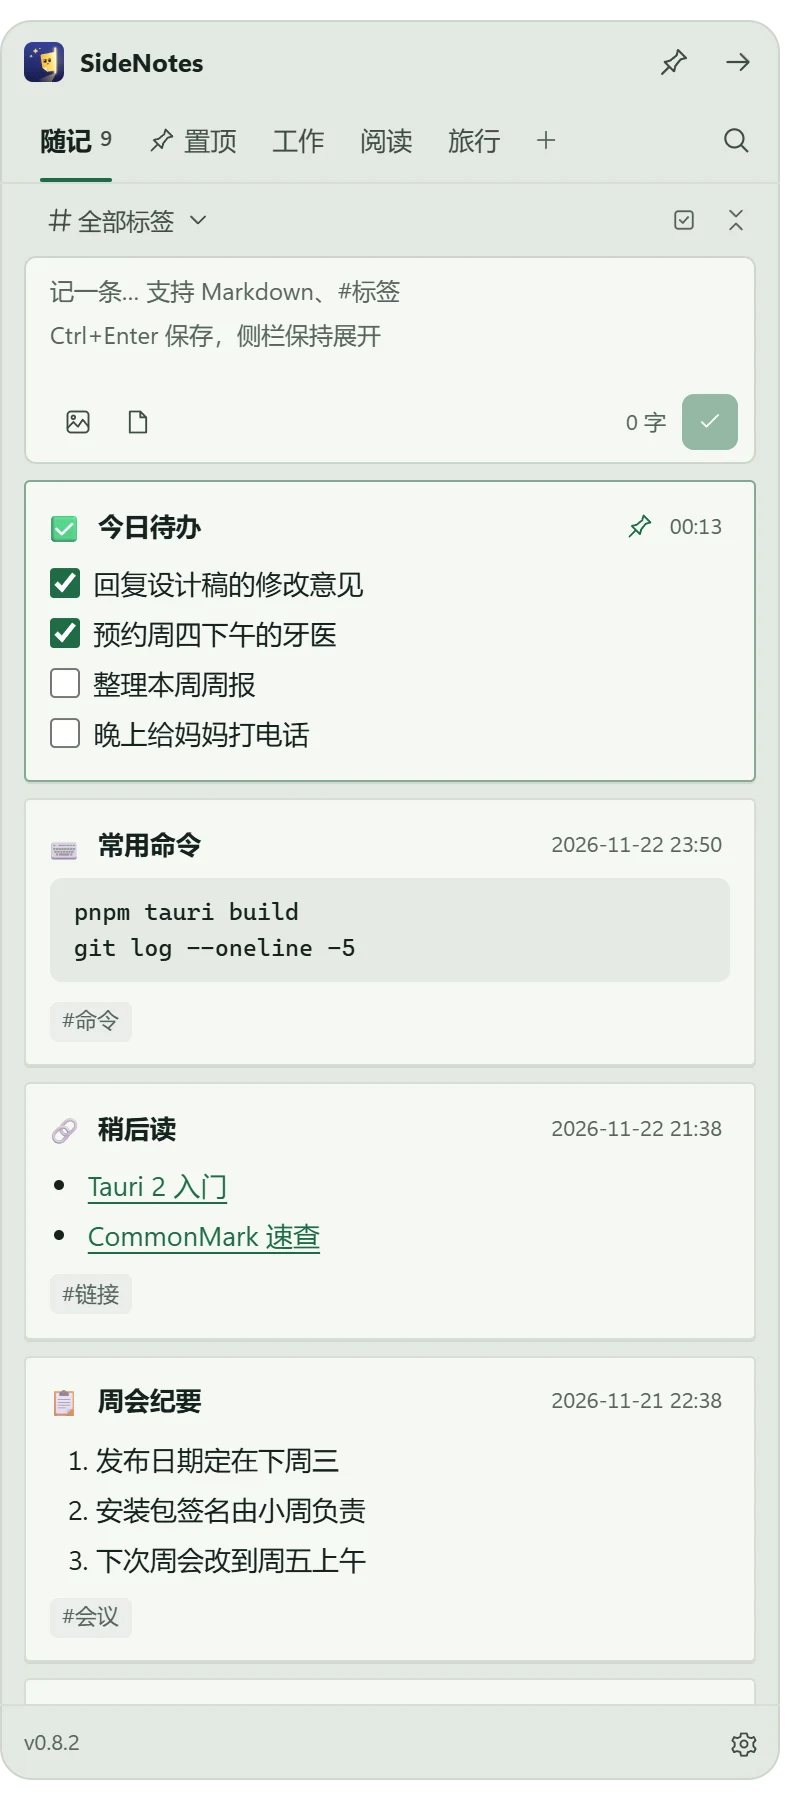 SideNotes
随记 9 置顶 工作 阅读 旅行
# 全部标签
记一条... 支持 Markdown、#标签
Ctrl+Enter 保存，侧栏保持展开
0 字
今日待办 00:13
回复设计稿的修改意见
预约周四下午的牙医
整理本周周报
晚上给妈妈打电话
常用命令 2026-11-22 23:50
pnpm tauri build
git log --oneline -5
#命令
稍后读 2026-11-22 21:38
Tauri 2 入门
CommonMark 速查
#链接
周会纪要 2026-11-21 22:38
1. 发布日期定在下周三
2. 安装包签名由小周负责
3. 下次周会改到周五上午
#会议
v0.8.2